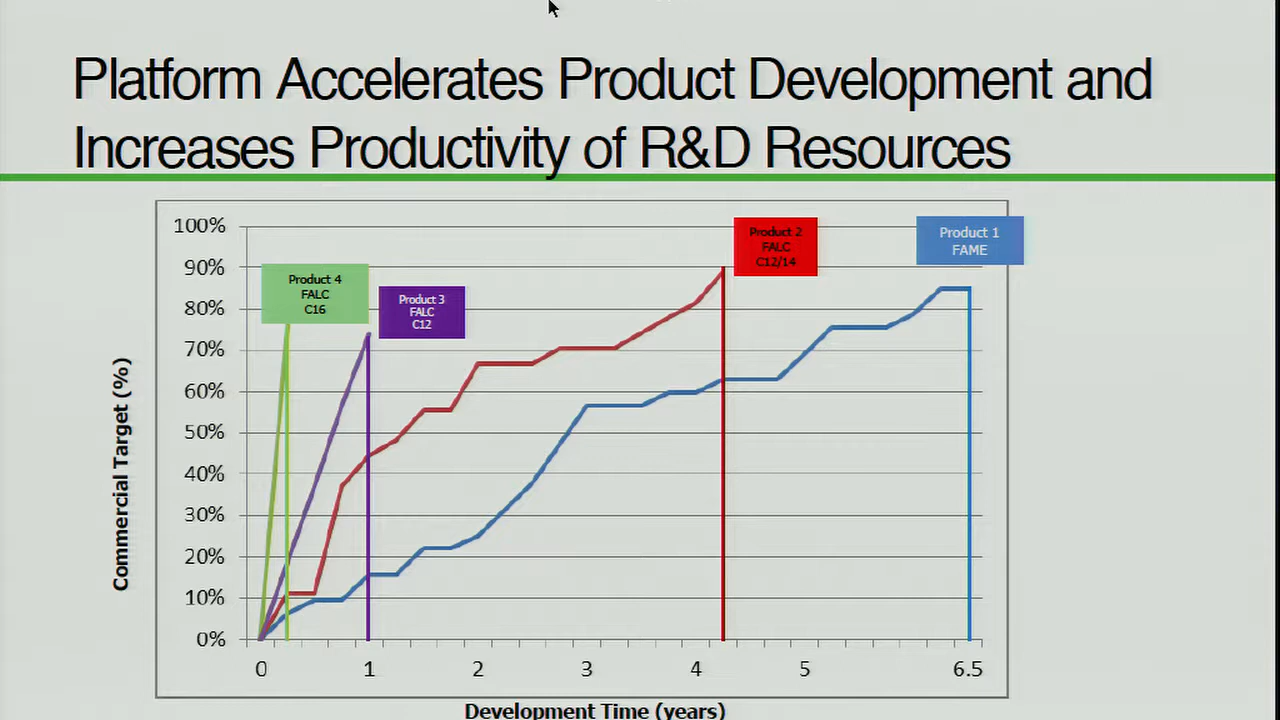 Platform Accelerates Product Development and
Increases Productivity of R&D Resources
100%
90%
80%
70%
60%
50%
40%
30%
20%
10%
0%
Commercial Target (%)
Product 4
FALC
C16
Product 3
FALC
C12
Product 2
FALC
C12/14
Product 1
FAME
0
1
2
3
4
5
6.5
Development Time (years)